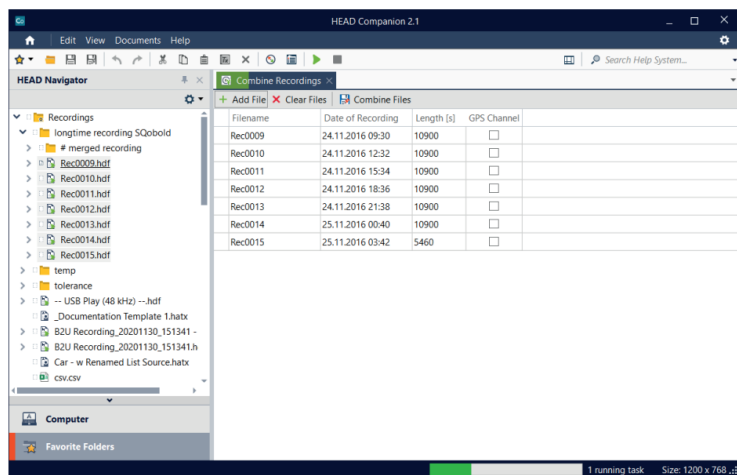 HEAD Companion 2.1
Edit View Documents Help
Search Help System...
HEAD Navigator
Combine Recordings
Add File Clear Files Combine Files
Filename Date of Recording Length [s] GPS Channel
Rec0009 24.11.2016 09:30 10900
Rec0010 24.11.2016 12:32 10900
Rec0011 24.11.2016 15:34 10900
Rec0012 24.11.2016 18:36 10900
Rec0013 24.11.2016 21:38 10900
Rec0014 25.11.2016 00:40 10900
Rec0015 25.11.2016 03:42 5460
Recordings
longtime recording SQobold
# merged recording
Rec0009.hdf
Rec0010.hdf
Rec0011.hdf
Rec0012.hdf
Rec0013.hdf
Rec0014.hdf
Rec0015.hdf
temp
tolerance
-- USB Play (48 kHz) --.hdf
_Documentation Template 1.hatx
B2U Recording_20201130_151341 -
B2U Recording_20201130_151341.h
Car - w Renamed List Source.hatx
csv.csv
Computer
Favorite Folders
1 running task Size: 1200 x 768